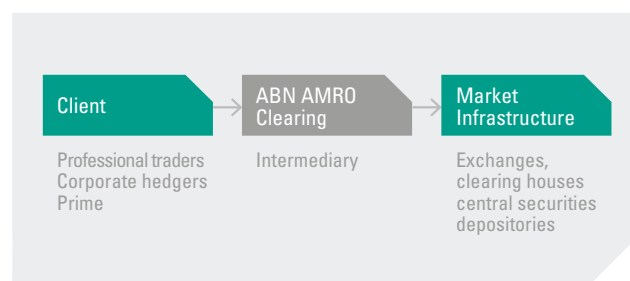 Client
Professional traders
Corporate hedgers
Prime
ABN AMRO
Clearing
Intermediary
Market
Infrastructure
Exchanges,
clearing houses
central securities
depositories